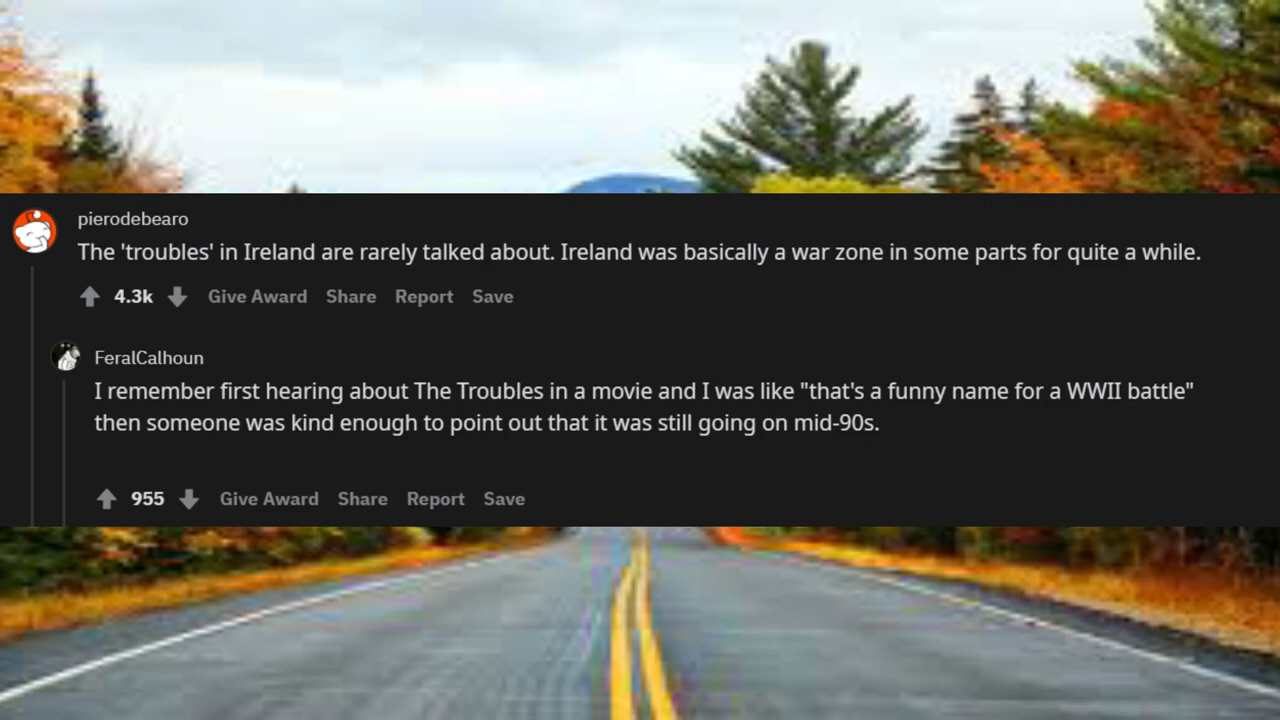 pierodebearo
The 'troubles' in Ireland are rarely talked about. Ireland was basically a war zone in some parts for quite a while.
4.3k Give Award Share Report Save
FeralCalhoun
I remember first hearing about The Troubles in a movie and I was like "that's a funny name for a WWII battle"
then someone was kind enough to point out that it was still going on mid-90s.
955 Give Award Share Report Save